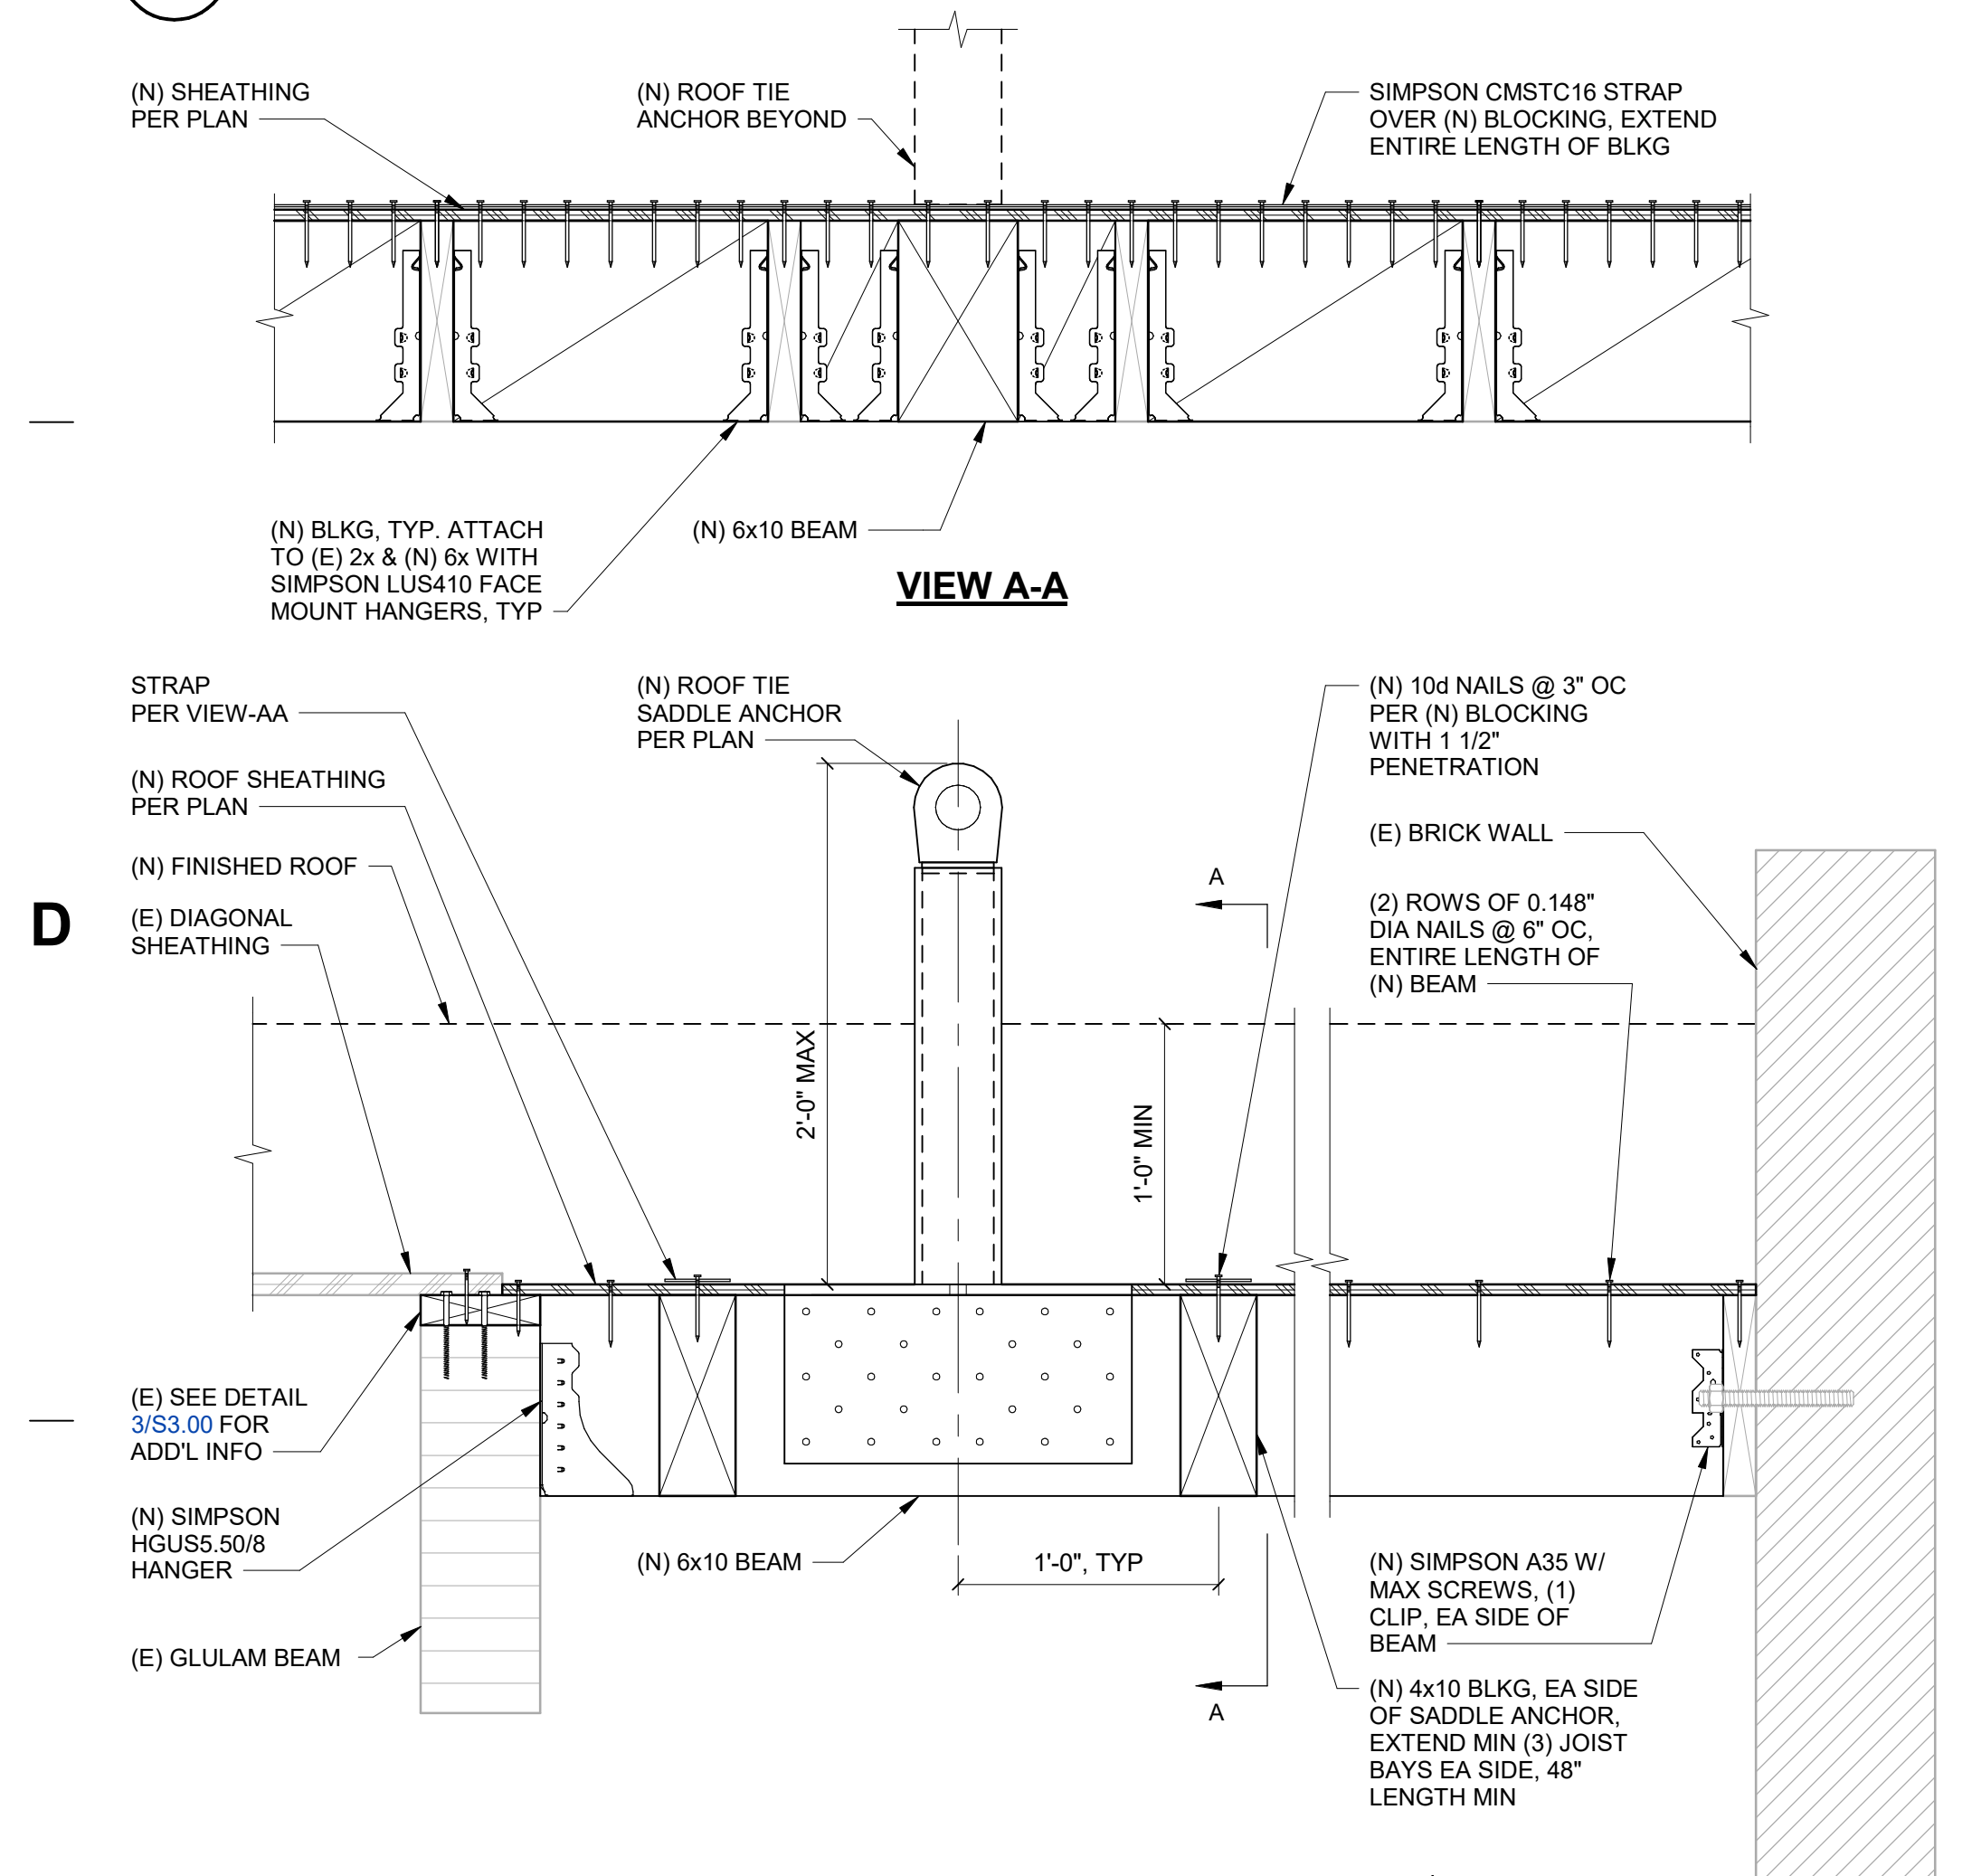 (N) SHEATHING
PER PLAN
(N) ROOF TIE
ANCHOR BEYOND
SIMPSON CMSTC16 STRAP
OVER (N) BLOCKING, EXTEND
ENTIRE LENGTH OF BLKG
(N) BLKG, TYP. ATTACH
TO (E) 2x & (N) 6x WITH
SIMPSON LUS410 FACE
MOUNT HANGERS, TYP
(N) 6x10 BEAM
VIEW A-A
STRAP
PER VIEW-AA
(N) ROOF SHEATHING
PER PLAN
(N) FINISHED ROOF
(E) DIAGONAL
SHEATHING
D
(N) ROOF TIE
SADDLE ANCHOR
PER PLAN
(N) 10d NAILS @ 3" OC
PER (N) BLOCKING
WITH 1 1/2"
PENETRATION
(E) BRICK WALL
(2) ROWS OF 0.148"
DIA NAILS @ 6" OC,
ENTIRE LENGTH OF
(N) BEAM
A
2'-0" MAX
1'-0" MIN
(E) SEE DETAIL
3/S3.00 FOR
ADD'L INFO
(N) SIMPSON
HGUS5.50/8
HANGER
(E) GLULAM BEAM
(N) 6x10 BEAM
1'-0", TYP
A
(N) SIMPSON A35 W/
MAX SCREWS, (1)
CLIP, EA SIDE OF
BEAM
(N) 4x10 BLKG, EA SIDE
OF SADDLE ANCHOR,
EXTEND MIN (3) JOIST
BAYS EA SIDE, 48"
LENGTH MIN